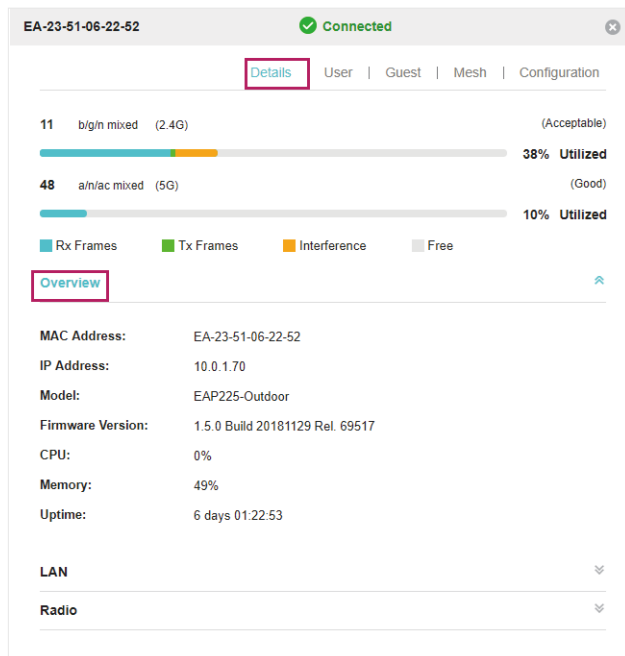 EA-23-51-06-22-52 Connected
Details User | Guest | Mesh | Configuration
11 b/g/n mixed (2.4G) (Acceptable)
38% Utilized
48 a/n/ac mixed (5G) (Good)
10% Utilized
Rx Frames Tx Frames Interference Free
Overview
MAC Address: EA-23-51-06-22-52
IP Address: 10.0.1.70
Model: EAP225-Outdoor
Firmware Version: 1.5.0 Build 20181129 Rel. 69517
CPU: 0%
Memory: 49%
Uptime: 6 days 01:22:53
LAN
Radio